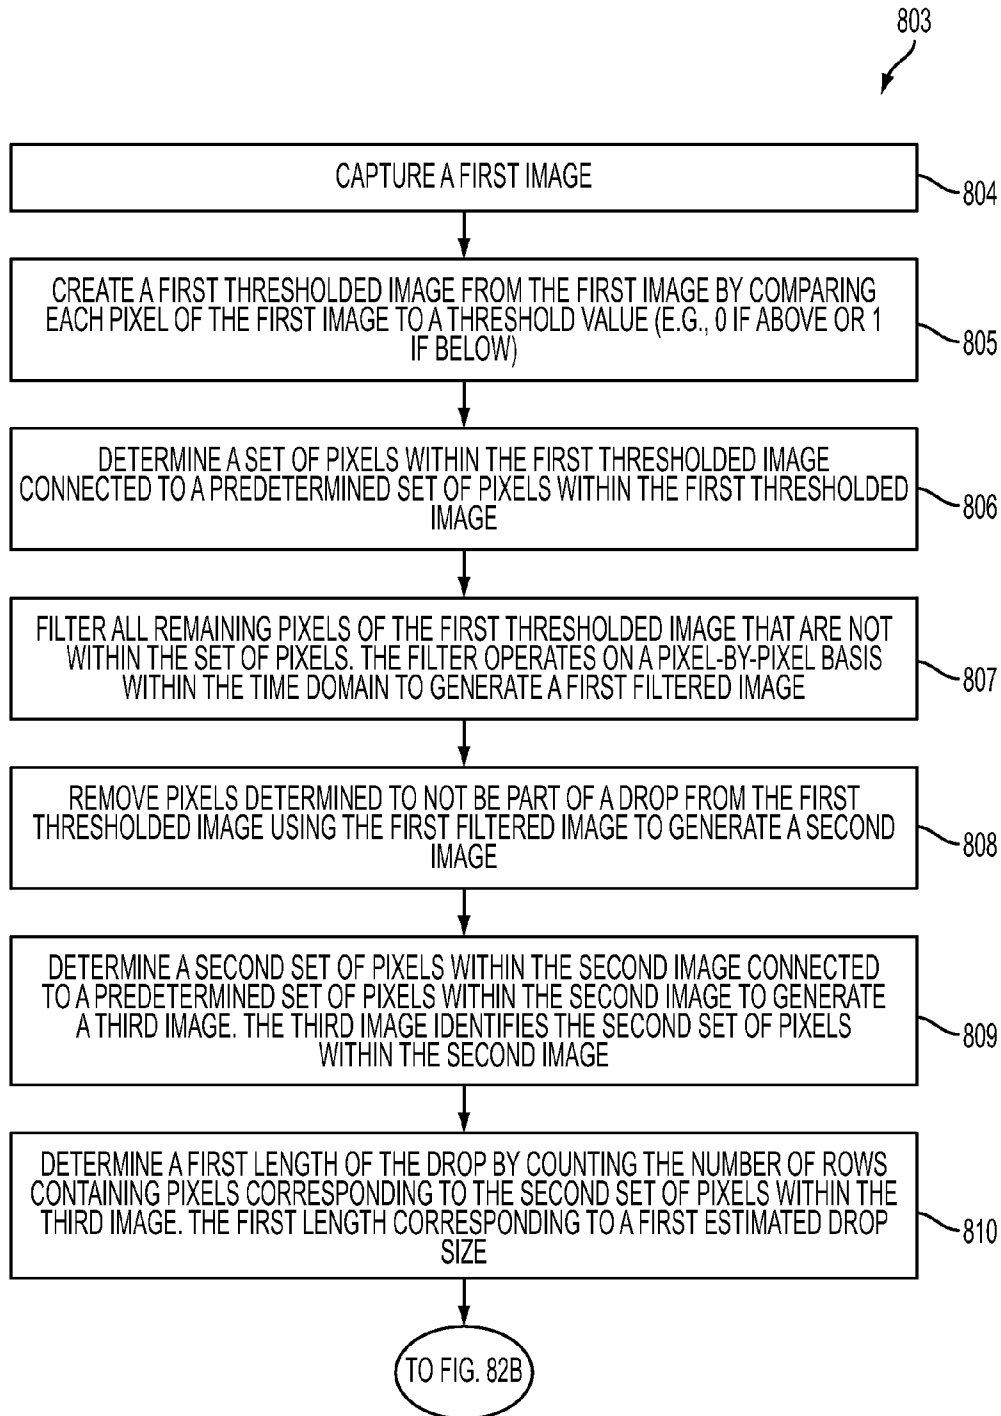 803
CAPTURE A FIRST IMAGE
804
CREATE A FIRST THRESHOLDED IMAGE FROM THE FIRST IMAGE BY COMPARING
EACH PIXEL OF THE FIRST IMAGE TO A THRESHOLD VALUE (E.G., 0 IF ABOVE OR 1
IF BELOW)
805
DETERMINE A SET OF PIXELS WITHIN THE FIRST THRESHOLDED IMAGE
CONNECTED TO A PREDETERMINED SET OF PIXELS WITHIN THE FIRST THRESHOLDED
IMAGE
806
FILTER ALL REMAINING PIXELS OF THE FIRST THRESHOLDED IMAGE THAT ARE NOT
WITHIN THE SET OF PIXELS. THE FILTER OPERATES ON A PIXEL-BY-PIXEL BASIS
WITHIN THE TIME DOMAIN TO GENERATE A FIRST FILTERED IMAGE
807
REMOVE PIXELS DETERMINED TO NOT BE PART OF A DROP FROM THE FIRST
THRESHOLDED IMAGE USING THE FIRST FILTERED IMAGE TO GENERATE A SECOND
IMAGE
808
DETERMINE A SECOND SET OF PIXELS WITHIN THE SECOND IMAGE CONNECTED
TO A PREDETERMINED SET OF PIXELS WITHIN THE SECOND IMAGE TO GENERATE
A THIRD IMAGE. THE THIRD IMAGE IDENTIFIES THE SECOND SET OF PIXELS
WITHIN THE SECOND IMAGE
809
DETERMINE A FIRST LENGTH OF THE DROP BY COUNTING THE NUMBER OF ROWS
CONTAINING PIXELS CORRESPONDING TO THE SECOND SET OF PIXELS WITHIN THE
THIRD IMAGE. THE FIRST LENGTH CORRESPONDING TO A FIRST ESTIMATED DROP
SIZE
810
TO FIG. 82B